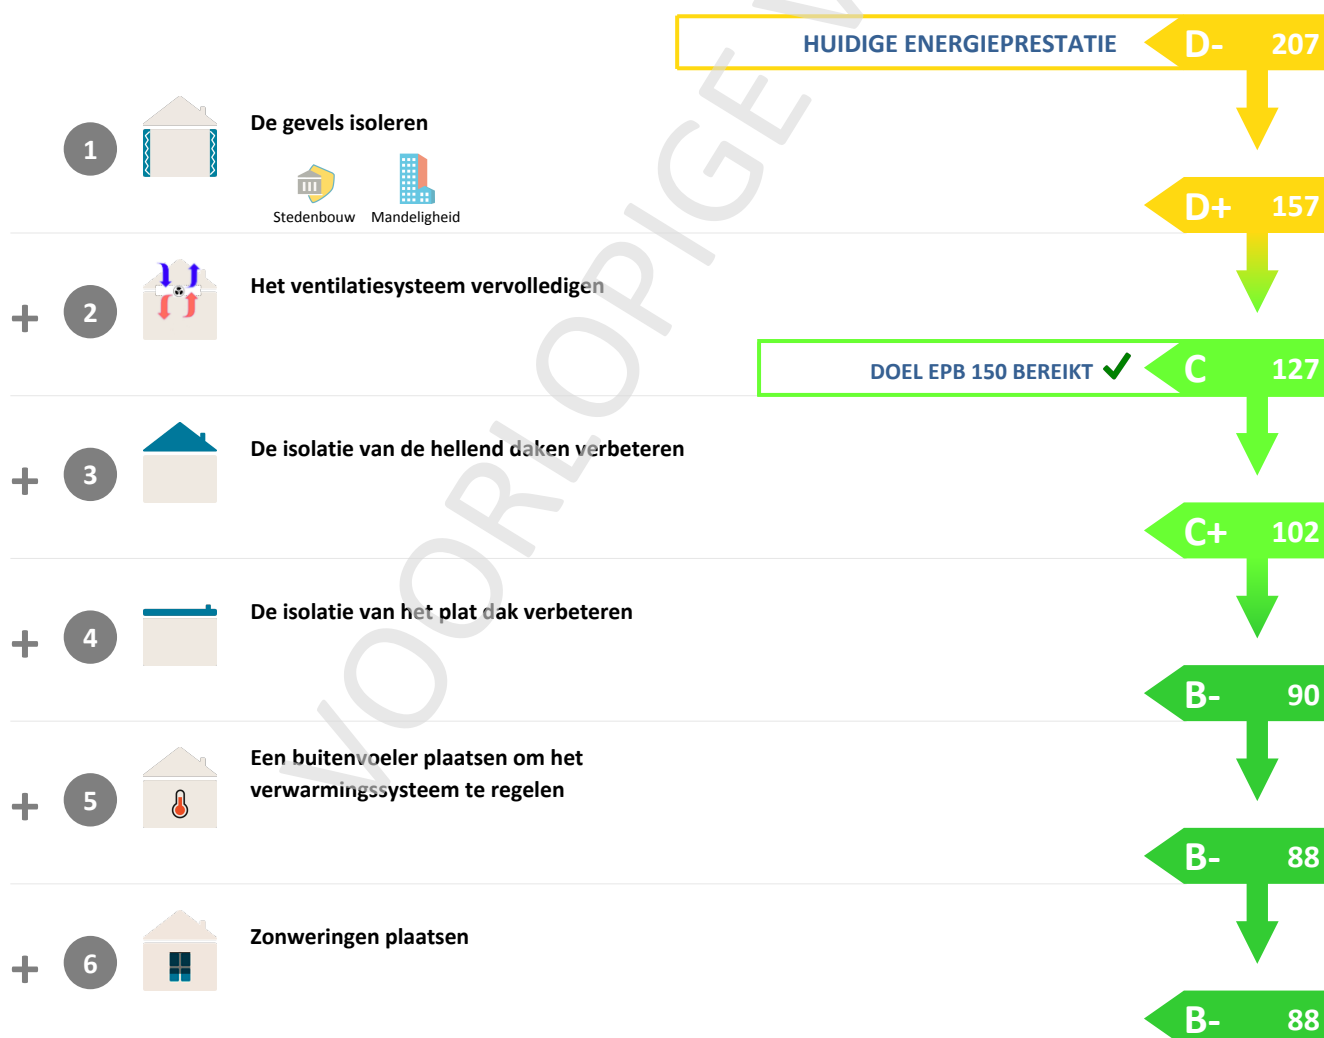 HUIDIGE ENERGIEPRESTATIE D- 207
1 De gevels isoleren
Stedenbouw Mandeligheid
D+ 157
+ 2 Het ventilatiesysteem vervolledigen
DOEL EPB 150 BEREIKT C 127
+ 3 De isolatie van de hellend daken verbeteren
C+ 102
+ 4 De isolatie van het plat dak verbeteren
B- 90
+ 5 Een buitenvoeler plaatsen om het
verwarmingssysteem te regelen
B- 88
+ 6 Zonweringen plaatsen
B- 88
VOORLOPIGE V